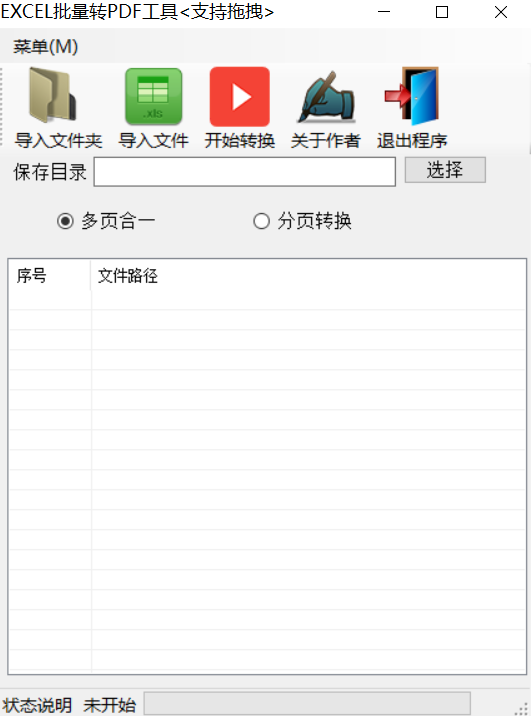 EXCEL批量转PDF工具<支持拖拽>
菜单(M)
.xls
导入文件夹 导入文件 开始转换 关于作者 退出程序
保存目录 选择
多页合一 分页转换
序号 文件路径
状态说明 未开始